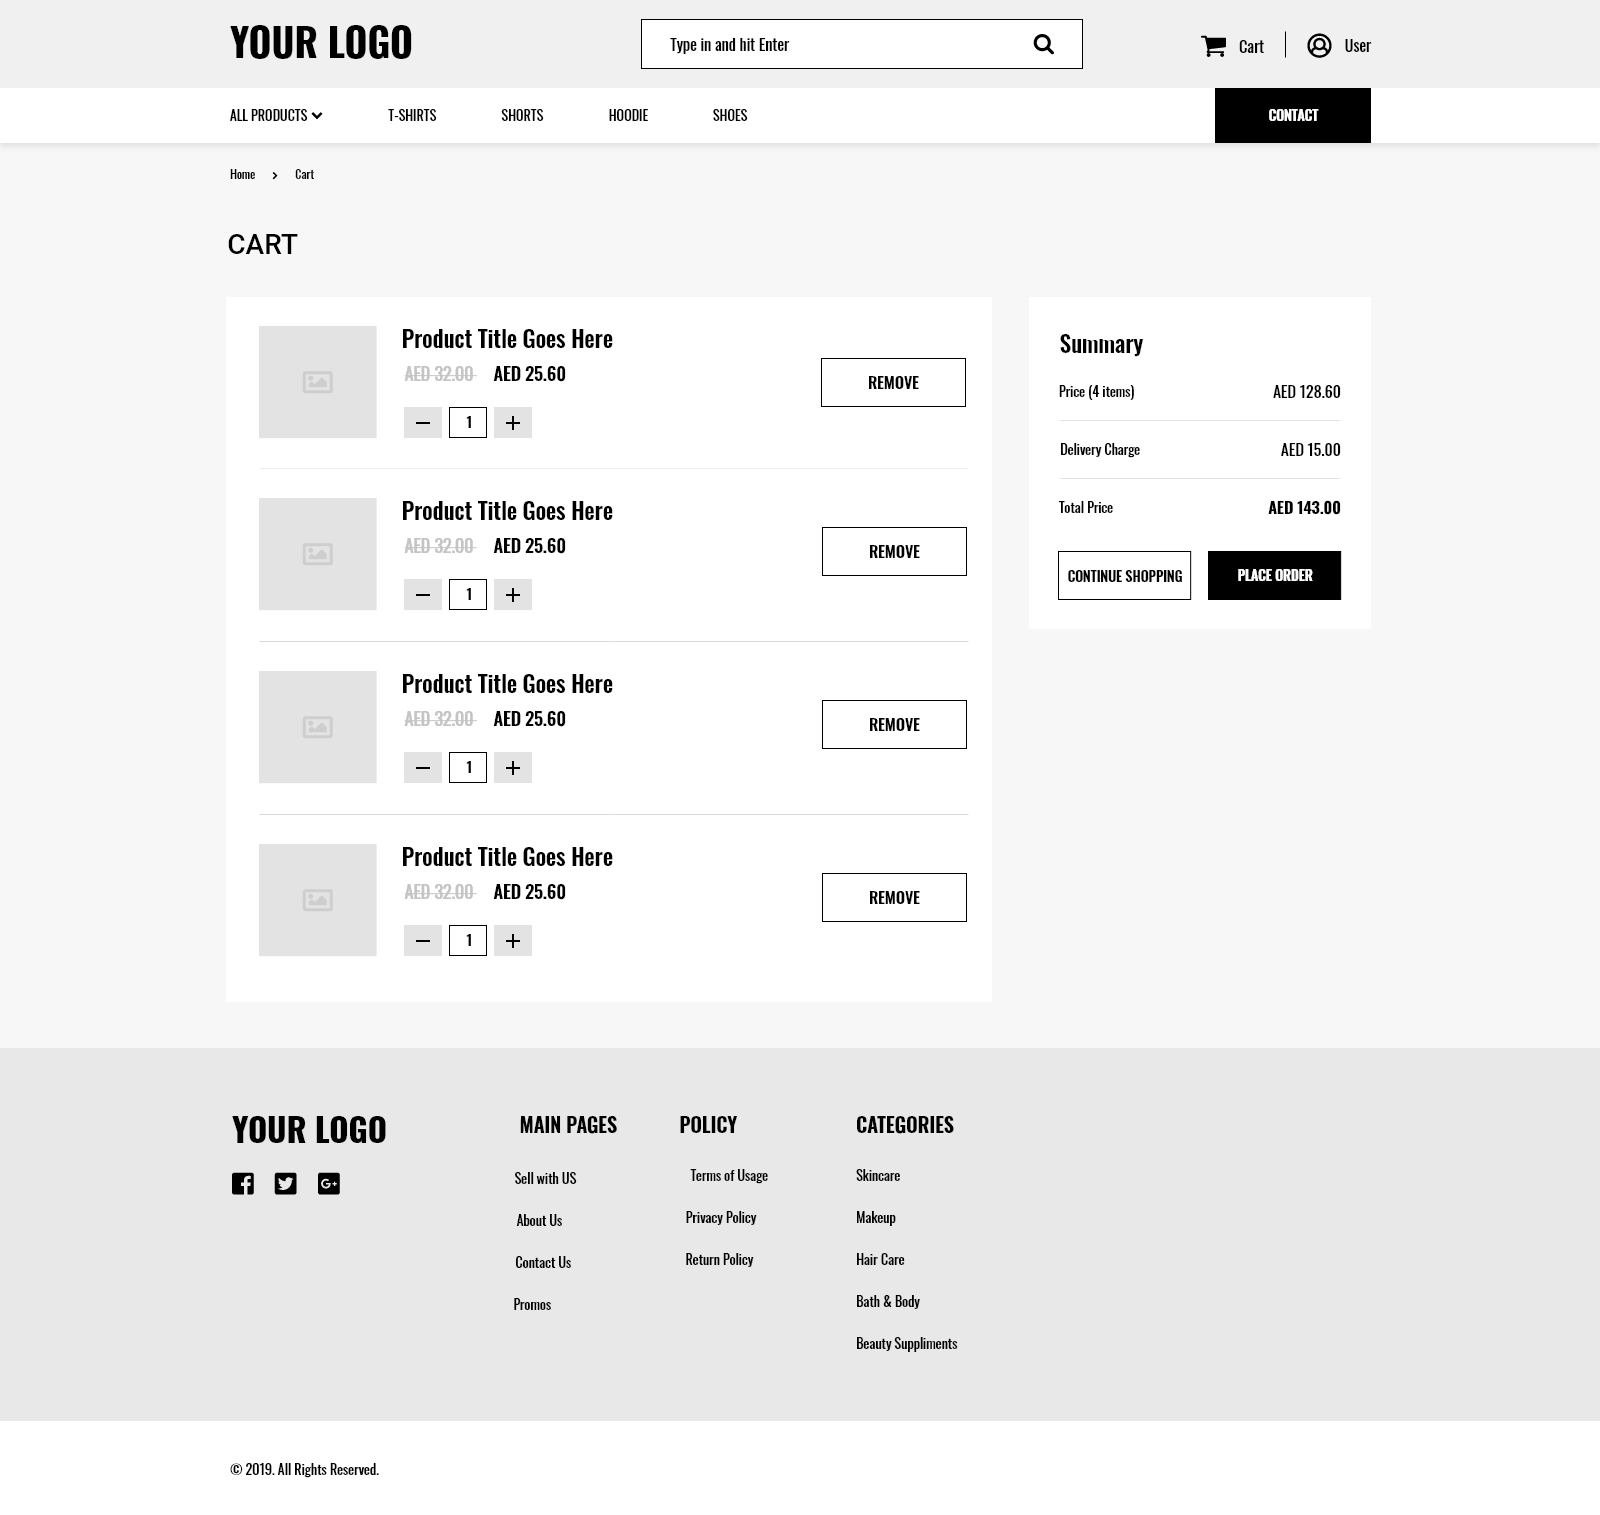 YOUR LOGO
Type in and hit Enter
Cart
User
ALL PRODUCTS
T-SHIRTS
SHORTS
HOODIE
SHOES
CONTACT
Home
Cart
CART
Product Title Goes Here
AED 32.00 AED 25.60
1
REMOVE
Product Title Goes Here
AED 32.00 AED 25.60
1
REMOVE
Product Title Goes Here
AED 32.00 AED 25.60
1
REMOVE
Product Title Goes Here
AED 32.00 AED 25.60
1
REMOVE
Summary
Price (4 items) AED 128.60
Delivery Charge AED 15.00
Total Price AED 143.00
CONTINUE SHOPPING
PLACE ORDER
YOUR LOGO
MAIN PAGES
Sell with US
About Us
Contact Us
Promos
POLICY
Terms of Usage
Privacy Policy
Return Policy
CATEGORIES
Skincare
Makeup
Hair Care
Bath & Body
Beauty Suppliments
© 2019. All Rights Reserved.